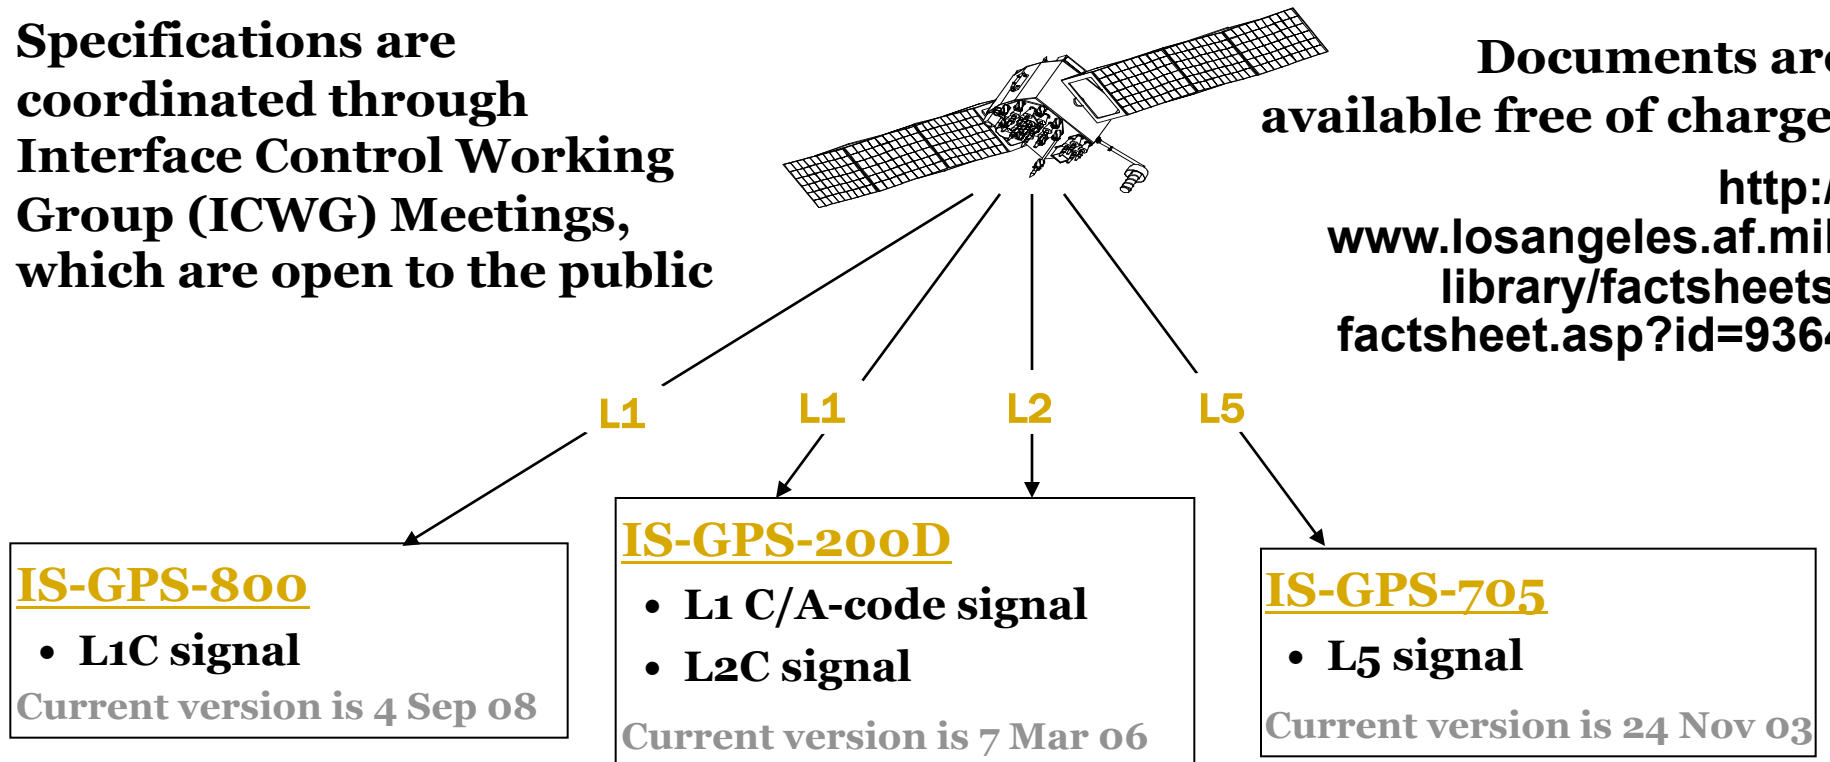 Specifications are
coordinated through
Interface Control Working
Group (ICWG) Meetings,
which are open to the public
Documents are
available free of charge
http:/
www.losangeles.af.mil
library/factsheets
factsheet.asp?id=9364
L1
L1
L2
L5
IS-GPS-800
• L1C signal
Current version is 4 Sep 08
IS-GPS-200D
• L1 C/A-code signal
• L2C signal
Current version is 7 Mar 06
IS-GPS-705
• L5 signal
Current version is 24 Nov 03